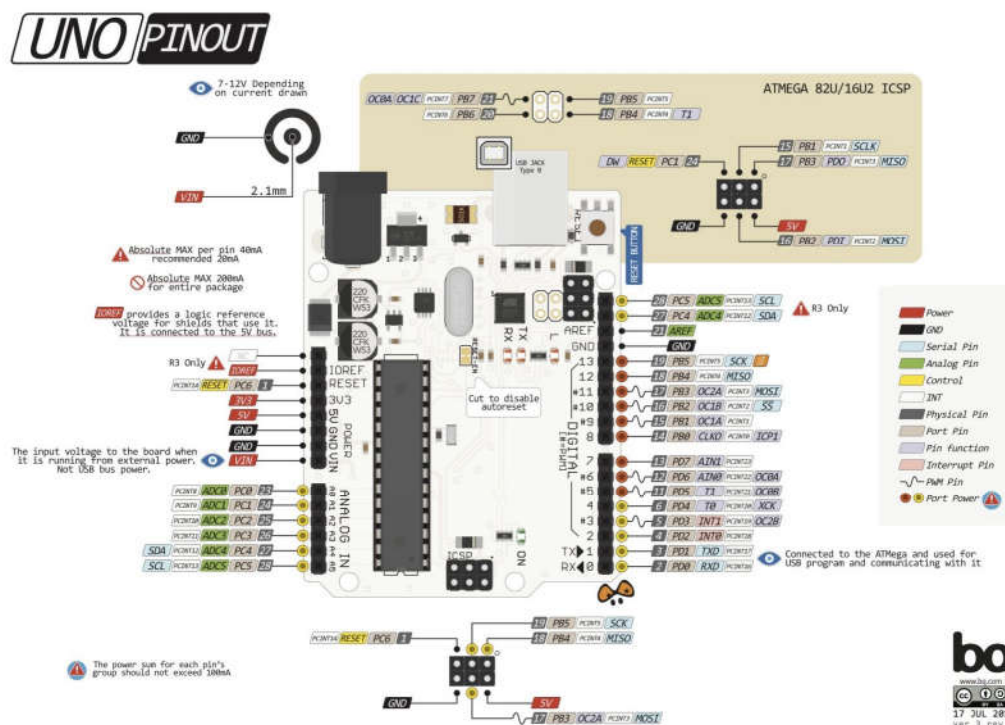 UNO PINOUT
7-12V Depending
on current drawn
GND
VIN
2.1mm
Absolute MAX per pin 40mA
recommended 20mA
Absolute MAX 200mA
for entire package
IOREF provides a logic reference
voltage for shields that use it.
It is connected to the 5V bus.
ATMEGA 82U/16U2 ICSP
OC0A OC1C PCINT7 PB7 21
PCINT6 PB6 20
19 PB5 PCINT5
18 PB4 PCINT4 T1
DW RESET PC1 24
15 PB1 PCINT1 SCLK
17 PB3 PDO PCINT3 MISO
GND
5V
16 PB2 PDI PCINT2 MOSI
USB JACK
Type B
RESET BUTTON
1 2 3
4
220
CFK
WS3
220
CFK
WS3
TX
RX
L
RESET-EN
Cut to disable
autoreset
R3 Only
IOREF
PCINT14 RESET PC6 1
3V3
5V
GND
GND
VIN
The input voltage to the board when
it is running from external power.
Not USB bus power.
IOREF
RESET
3V3
5V
GND
VIN
POWER
PCINT8 ADC0 PC0 23
PCINT9 ADC1 PC1 24
PCINT10 ADC2 PC2 25
PCINT11 ADC3 PC3 26
SDA PCINT12 ADC4 PC4 27
SCL PCINT13 ADC5 PC5 28
A0
A1
A2
A3
A4
A5
ANALOG IN
ICSP
ON
AREF
GND
13
12
#11
#10
#9
8
7
#6
#5
4
#3
2
TX 1
RX 0
DIGITAL
[#=PWM]
28 PC5 ADC5 PCINT13 SCL
27 PC4 ADC4 PCINT12 SDA
R3 Only
21 AREF
GND
19 PB5 PCINT5 SCK
18 PB4 PCINT4 MISO
17 PB3 OC2A PCINT3 MOSI
16 PB2 OC1B PCINT2 SS
15 PB1 OC1A PCINT1
14 PB0 CLKO PCINT0 ICP1
13 PD7 AIN1 PCINT23
12 PD6 AIN0 PCINT22 OC0A
11 PD5 T1 PCINT21 OC0B
6 PD4 T0 PCINT20 XCK
5 PD3 INT1 PCINT19 OC2B
4 PD2 INT0 PCINT18
3 PD1 TXD PCINT17
2 PD0 RXD PCINT16
Connected to the ATMega and used for
USB program and communicating with it
Power
GND
Serial Pin
Analog Pin
Control
INT
Physical Pin
Port Pin
Pin function
Interrupt Pin
PWM Pin
Port Power
PCINT14 RESET PC6 1
19 PB5 PCINT5 SCK
18 PB4 PCINT4 MISO
GND
5V
17 PB3 OC2A PCINT3 MOSI
The power sum for each pin's
group should not exceed 100mA
www.bq.com
17 JUL